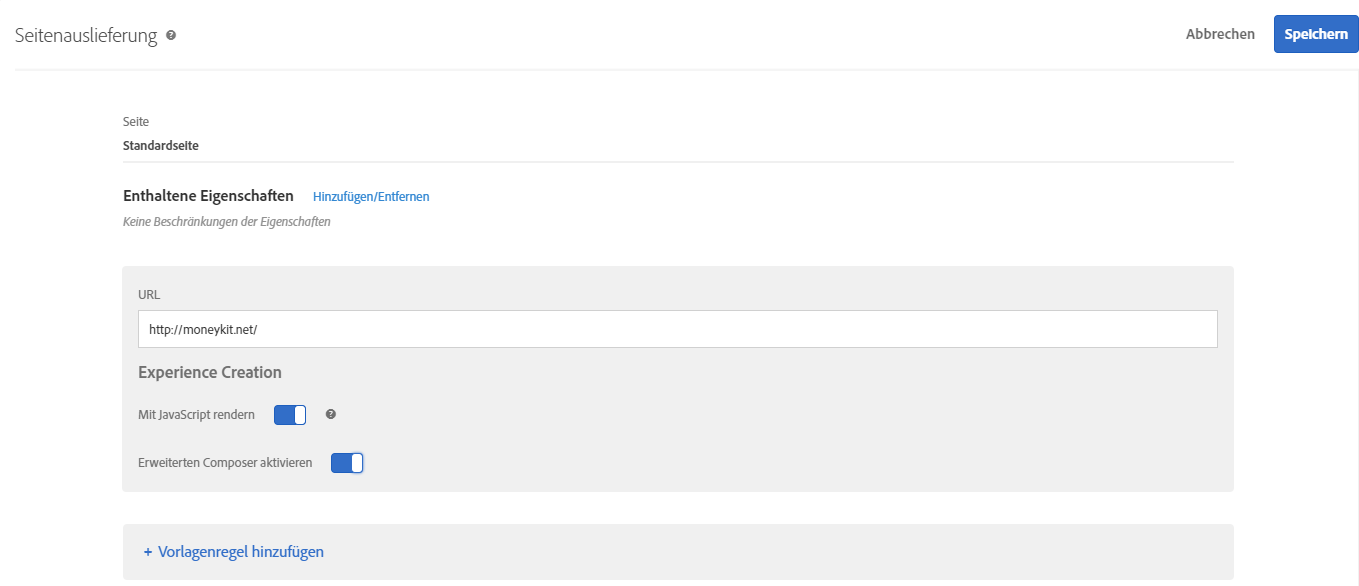 Seitenauslieferung
Abbrechen
Speichern
Seite
Standardseite
Enthaltene Eigenschaften Hinzufügen/Entfernen
Keine Beschränkungen der Eigenschaften
URL
http://moneykit.net/
Experience Creation
Mit JavaScript rendern
Erweiterten Composer aktivieren
+ Vorlagenregel hinzufügen